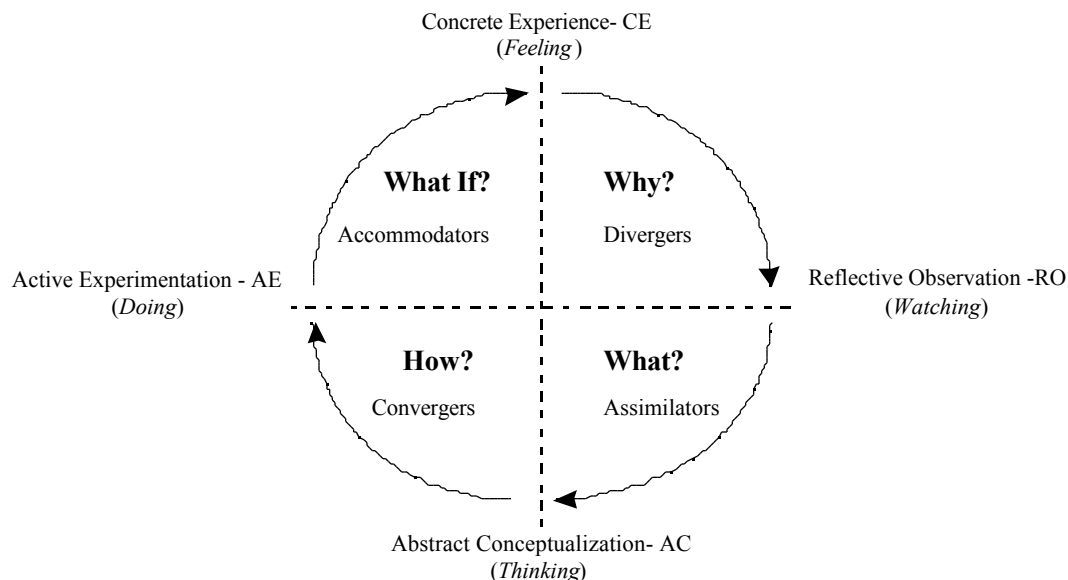 Concrete Experience- CE
(Feeling )
What If?
Why?
Accommodators
Divergers
Active Experimentation - AE
(Doing)
Reflective Observation -RO
(Watching)
How?
What?
Convergers
Assimilators
Abstract Conceptualization- AC
(Thinking)